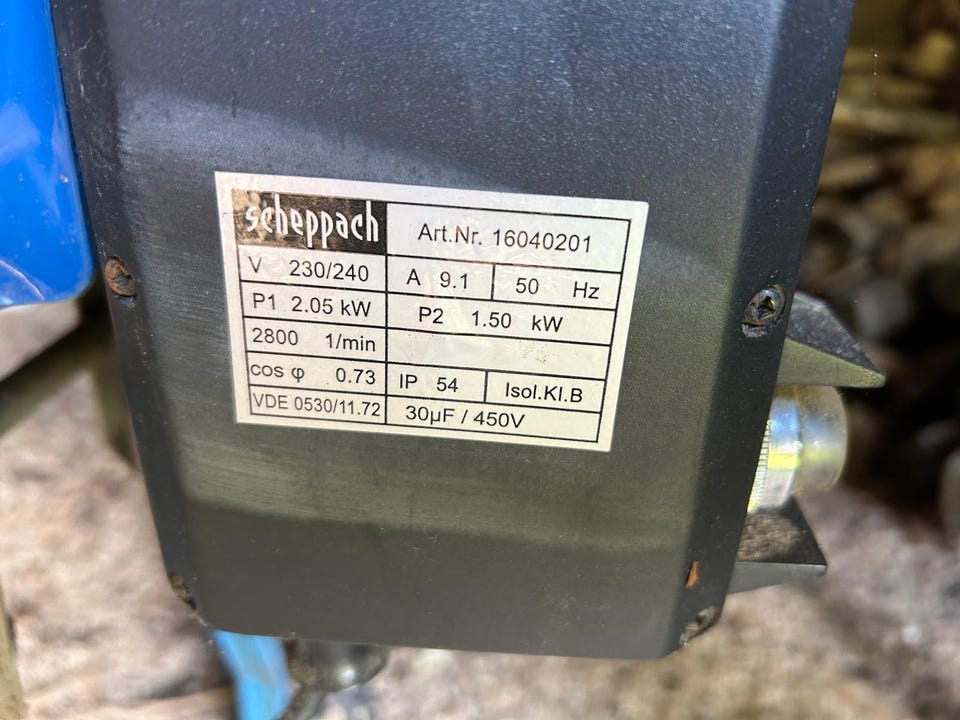 scheppach Art.Nr. 16040201
V 230/240 A 9.1 50 Hz
P1 2.05 kW P2 1.50 kW
2800 1/min
cos φ 0.73 IP 54 Isol.Kl.B
VDE 0530/11.72 30µF / 450V